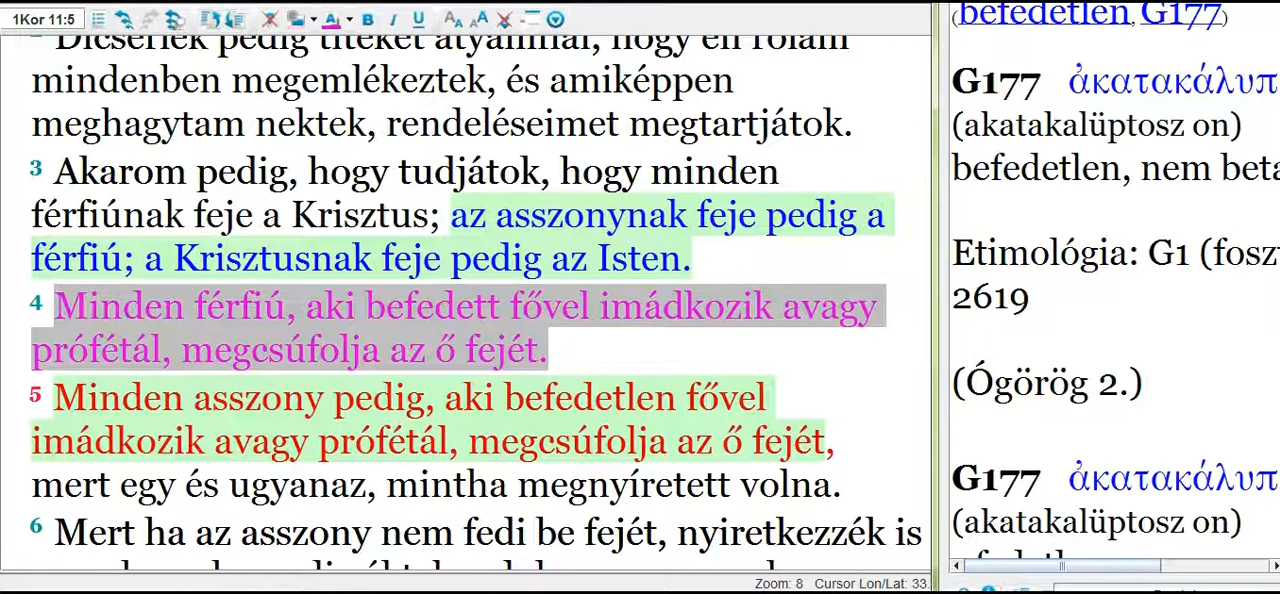 1Kor 11:5
Dicsérlek pedig titeket atyámfiai, hogy én rólam
mindenben megemlékeztek, és amiképpen
meghagytam nektek, rendeléseimet megtartjátok.
3 Akarom pedig, hogy tudjátok, hogy minden
férfiúnak feje a Krisztus; az asszonynak feje pedig a
férfiú; a Krisztusnak feje pedig az Isten.
4 Minden férfiú, aki befedett fővel imádkozik avagy
prófétál, megcsúfolja az ő fejét.
5 Minden asszony pedig, aki befedetlen fővel
imádkozik avagy prófétál, megcsúfolja az ő fejét,
mert egy és ugyanaz, mintha megnyíretett volna.
6 Mert ha az asszony nem fedi be fejét, nyiretkezzék is
Zoom: 8 Cursor Lon/Lat: 33
(befedetlen, G177)
G177 ἀκατακάλυπ
(akatakalüptosz on)
befedetlen, nem beta
Etimológia: G1 (fosz
2619
(Ógörög 2.)
G177 ἀκατακάλυπ
(akatakalüptosz on)